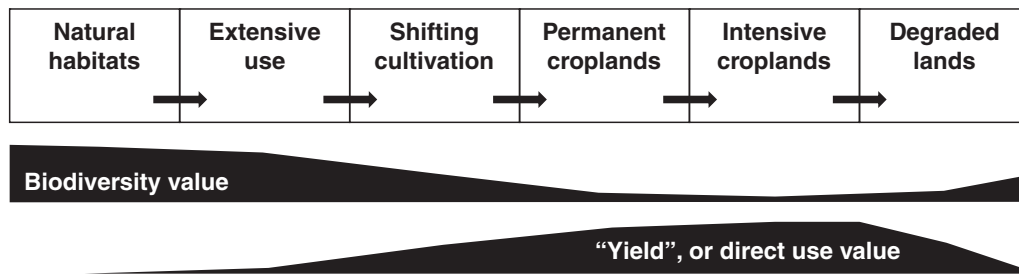 Natural
habitats
Extensive
use
Shifting
cultivation
Permanent
croplands
Intensive
croplands
Degraded
lands
Biodiversity value
“Yield”, or direct use value